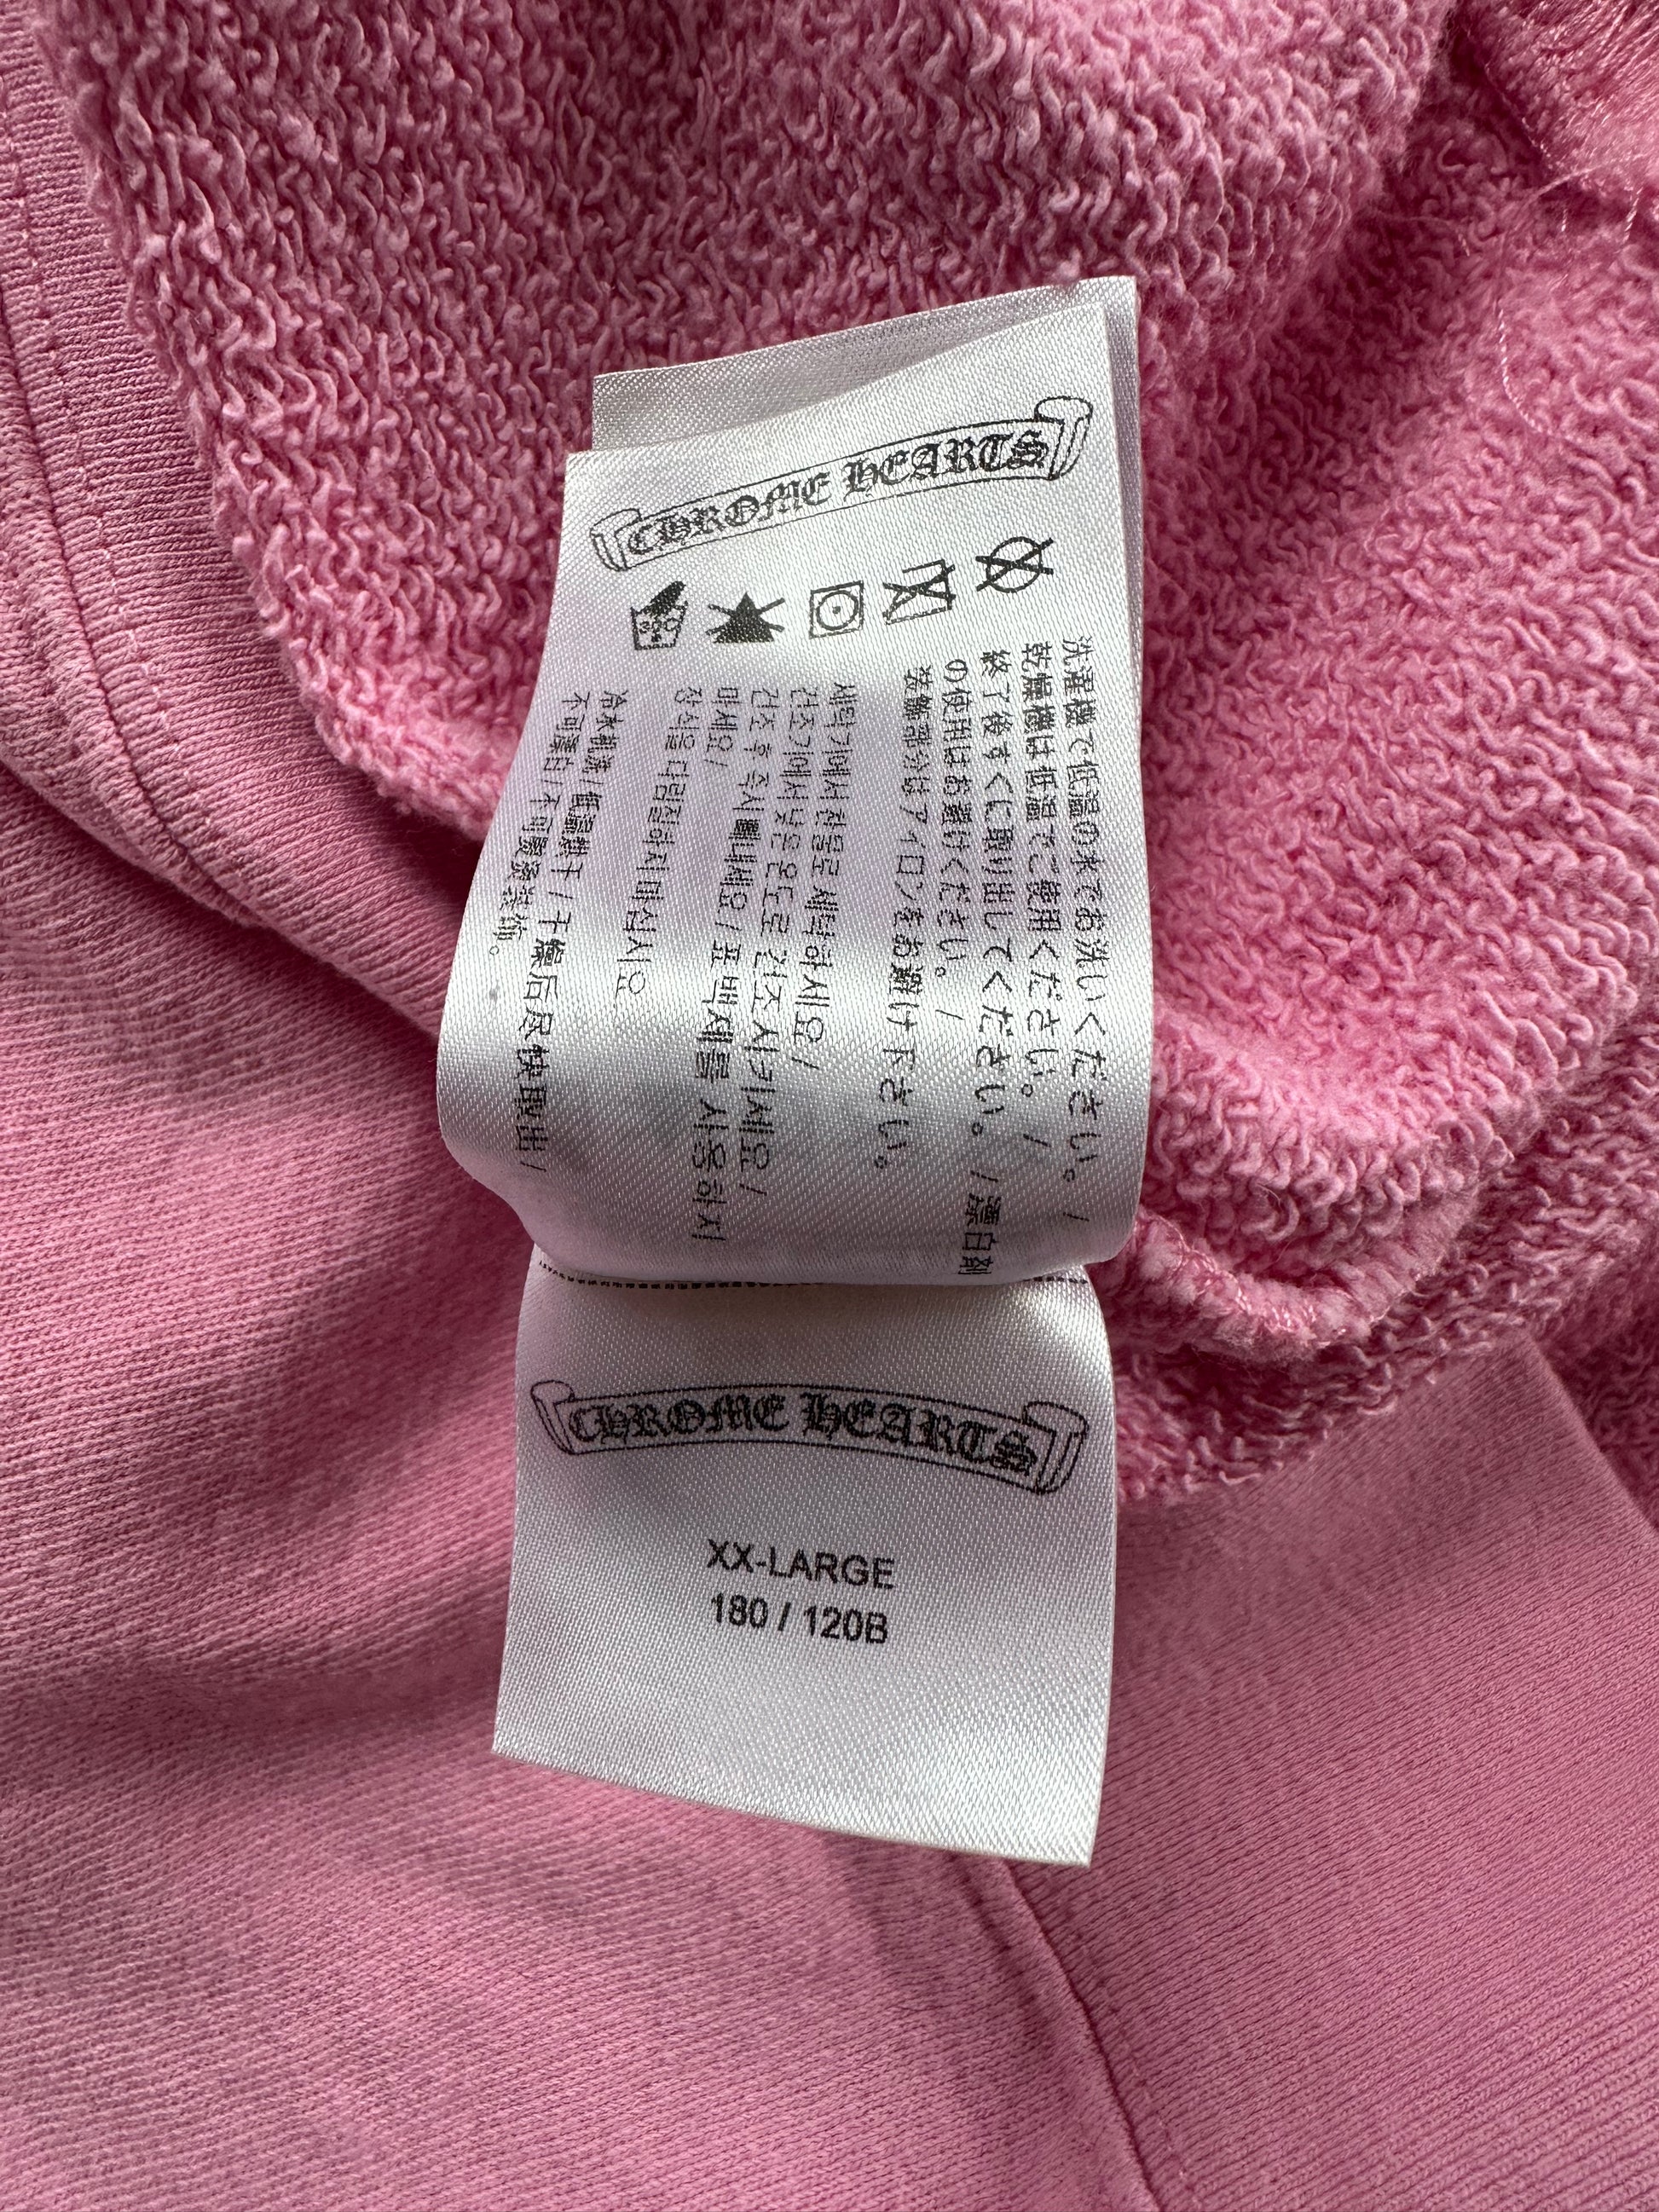 CHROME HEARTS
洗濯機で低温の水でお洗いください。/
乾燥機は低温でご使用ください。/
終了後すぐに取り出してください。/ 漂白剤
の使用はお避けください。/
装飾部分はアイロンをお避け下さい。
세탁기에서 찬물로 세탁하세요/
건조기에서 낮은 온도로 건조 시키세요/
건조 후 즉시 빼내세요/ 표백제를 사용하지
마세요/
장식을 다림질하지마십시오
冷水机洗/低温烘干/干燥后尽快取出/
不可漂白/不可熨烫装饰。
CHROME HEARTS
XX-LARGE
180 / 120B